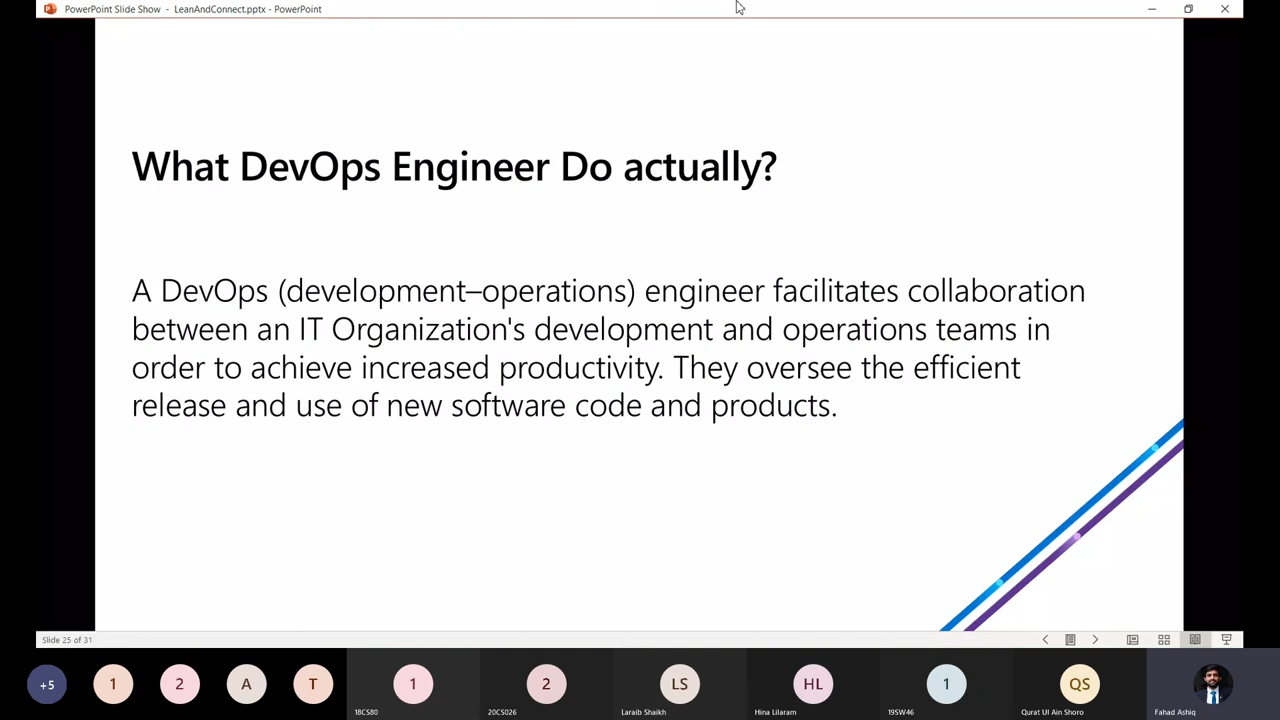 PowerPoint Slide Show - LeanAndConnect.pptx - PowerPoint
What DevOps Engineer Do actually?
A DevOps (development–operations) engineer facilitates collaboration
between an IT Organization's development and operations teams in
order to achieve increased productivity. They oversee the efficient
release and use of new software code and products.
Slide 25 of 31
+5
1
2
A
T
1
2
LS
HL
1
QS
18CS80
20CS026
Laraib Shaikh
Hina Lilaram
19SW46
Qurat Ul Ain Shoro
Fahad Ashiq